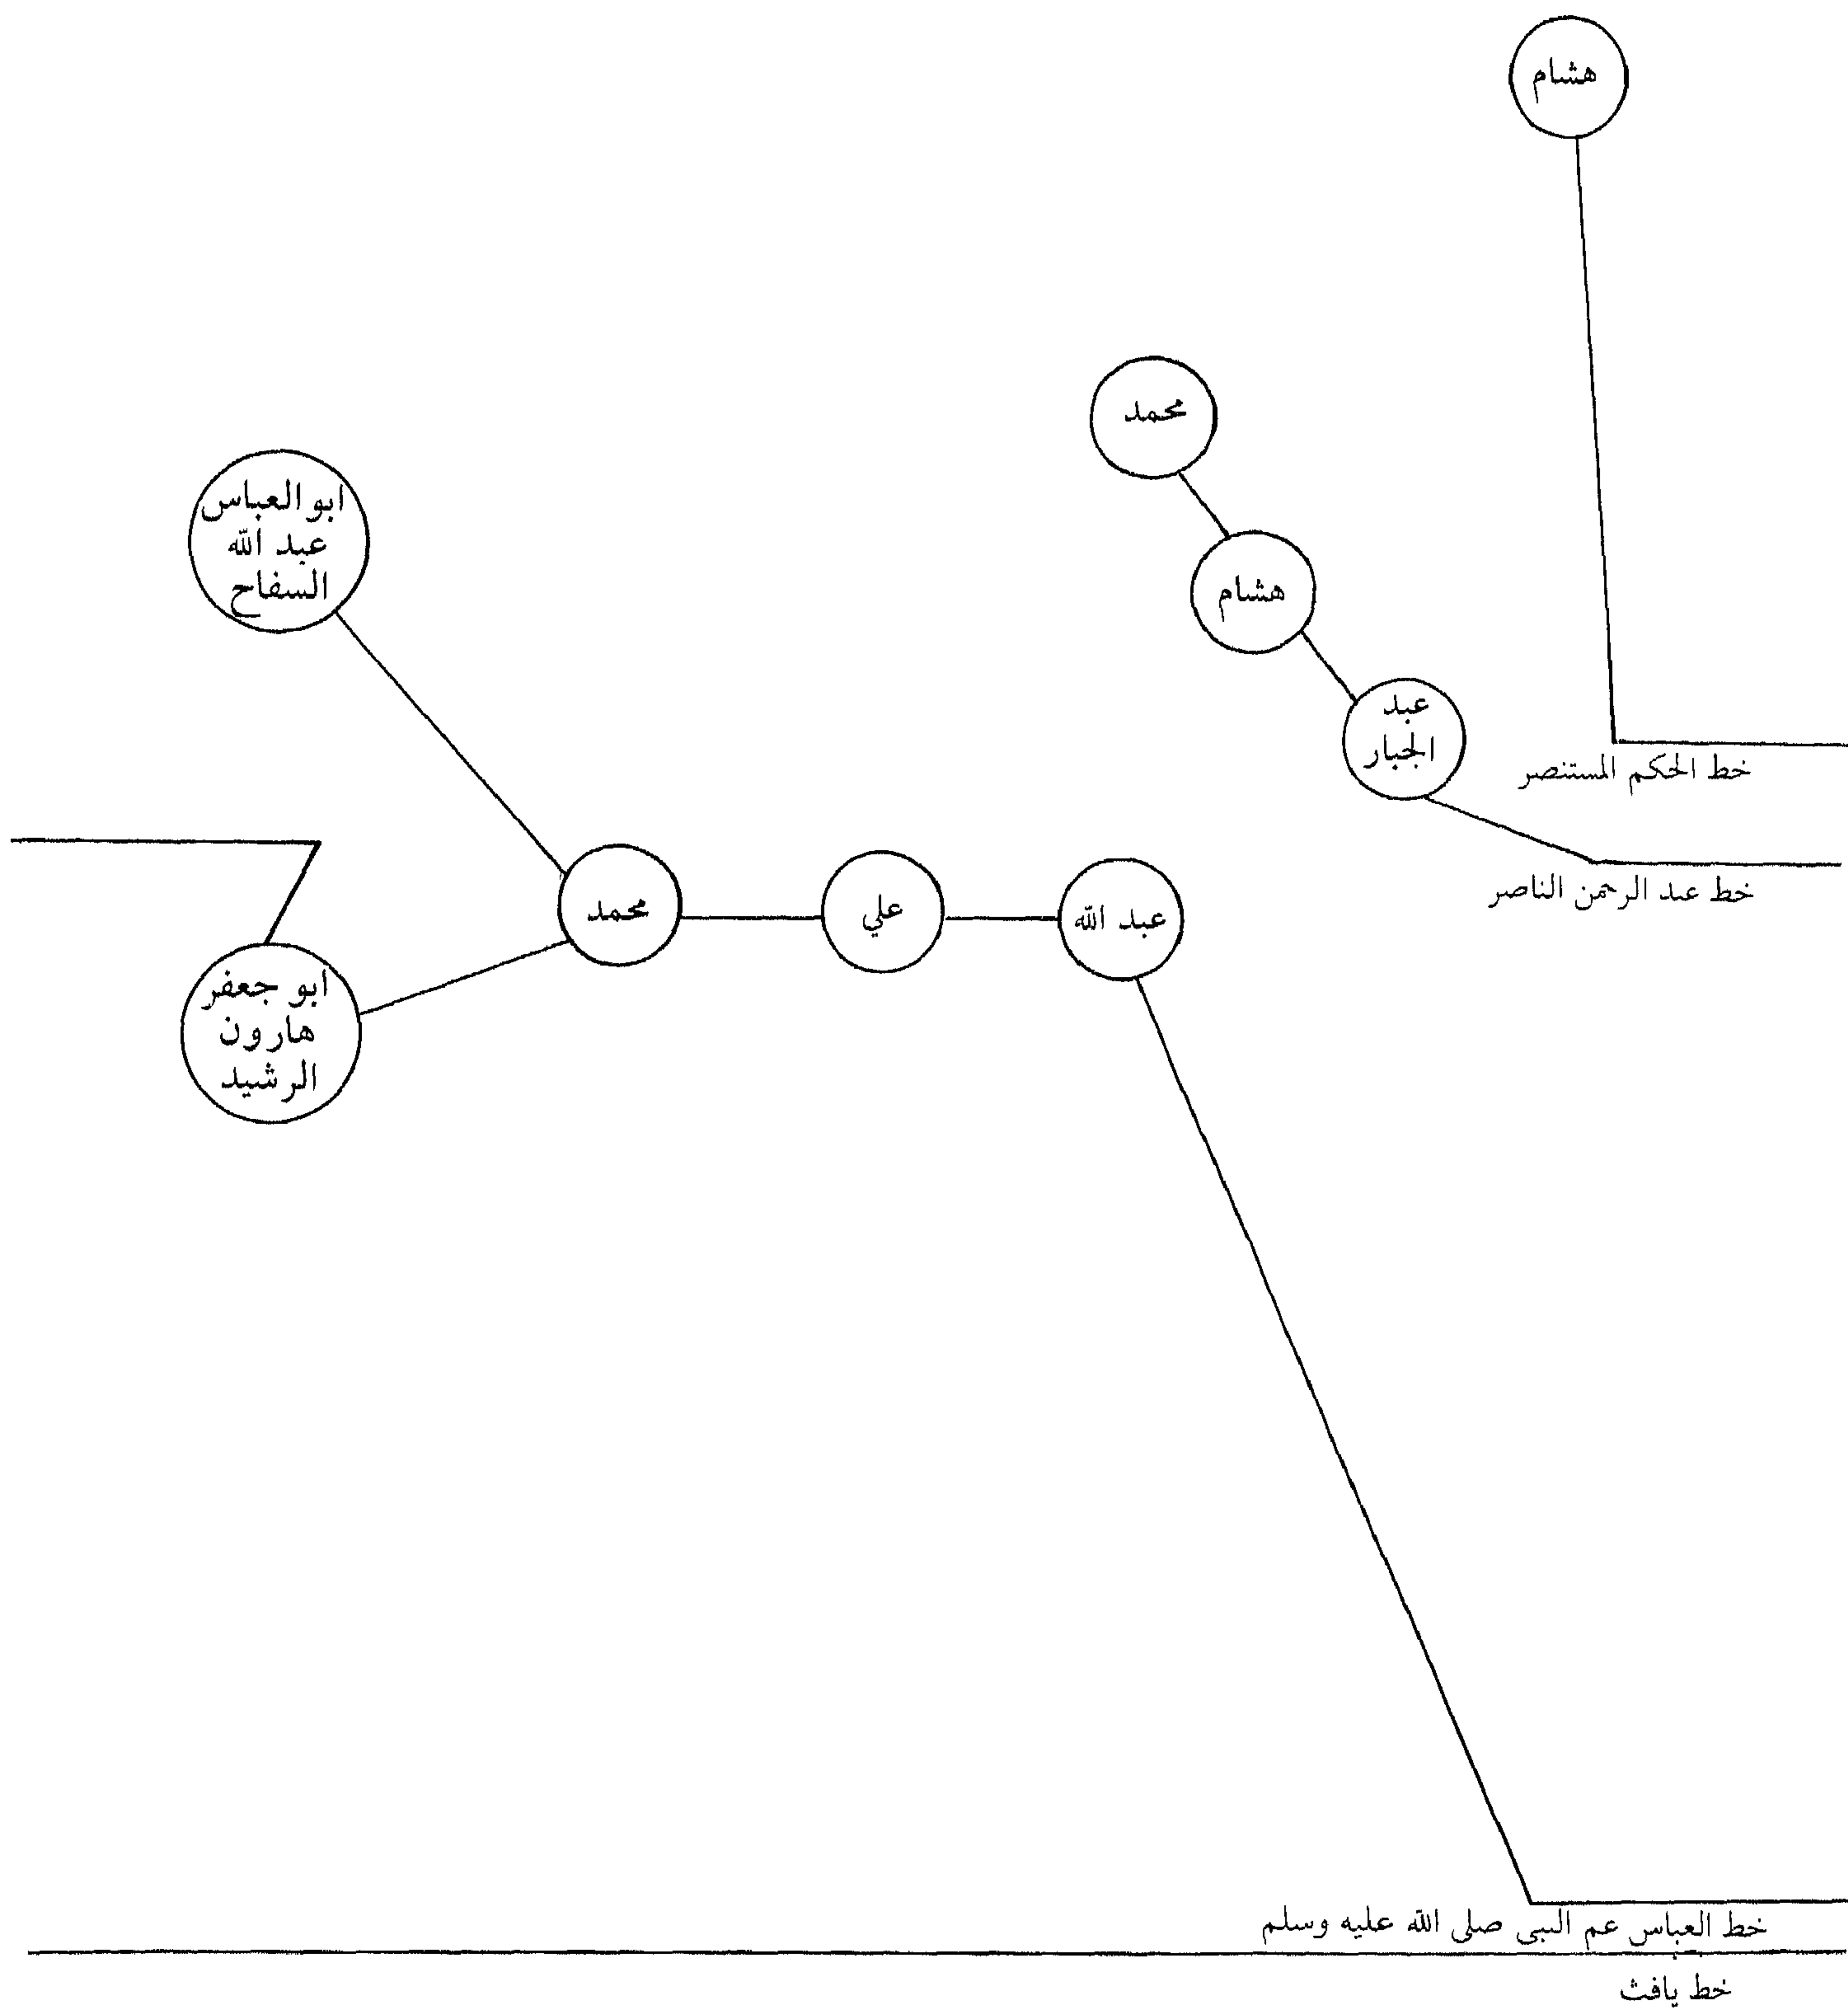 هشام
محمد
ابو العباس
عبد الله
السفاح
هشام
عبد
الجبار
خط الحكم المستنصر
خط عبد الرحمن الناصر
عبد الله
علي
محمد
ابو جعفر
هارون
الرشيد
خط العباس عم النبى صلى الله عليه وسلم
خط يافث